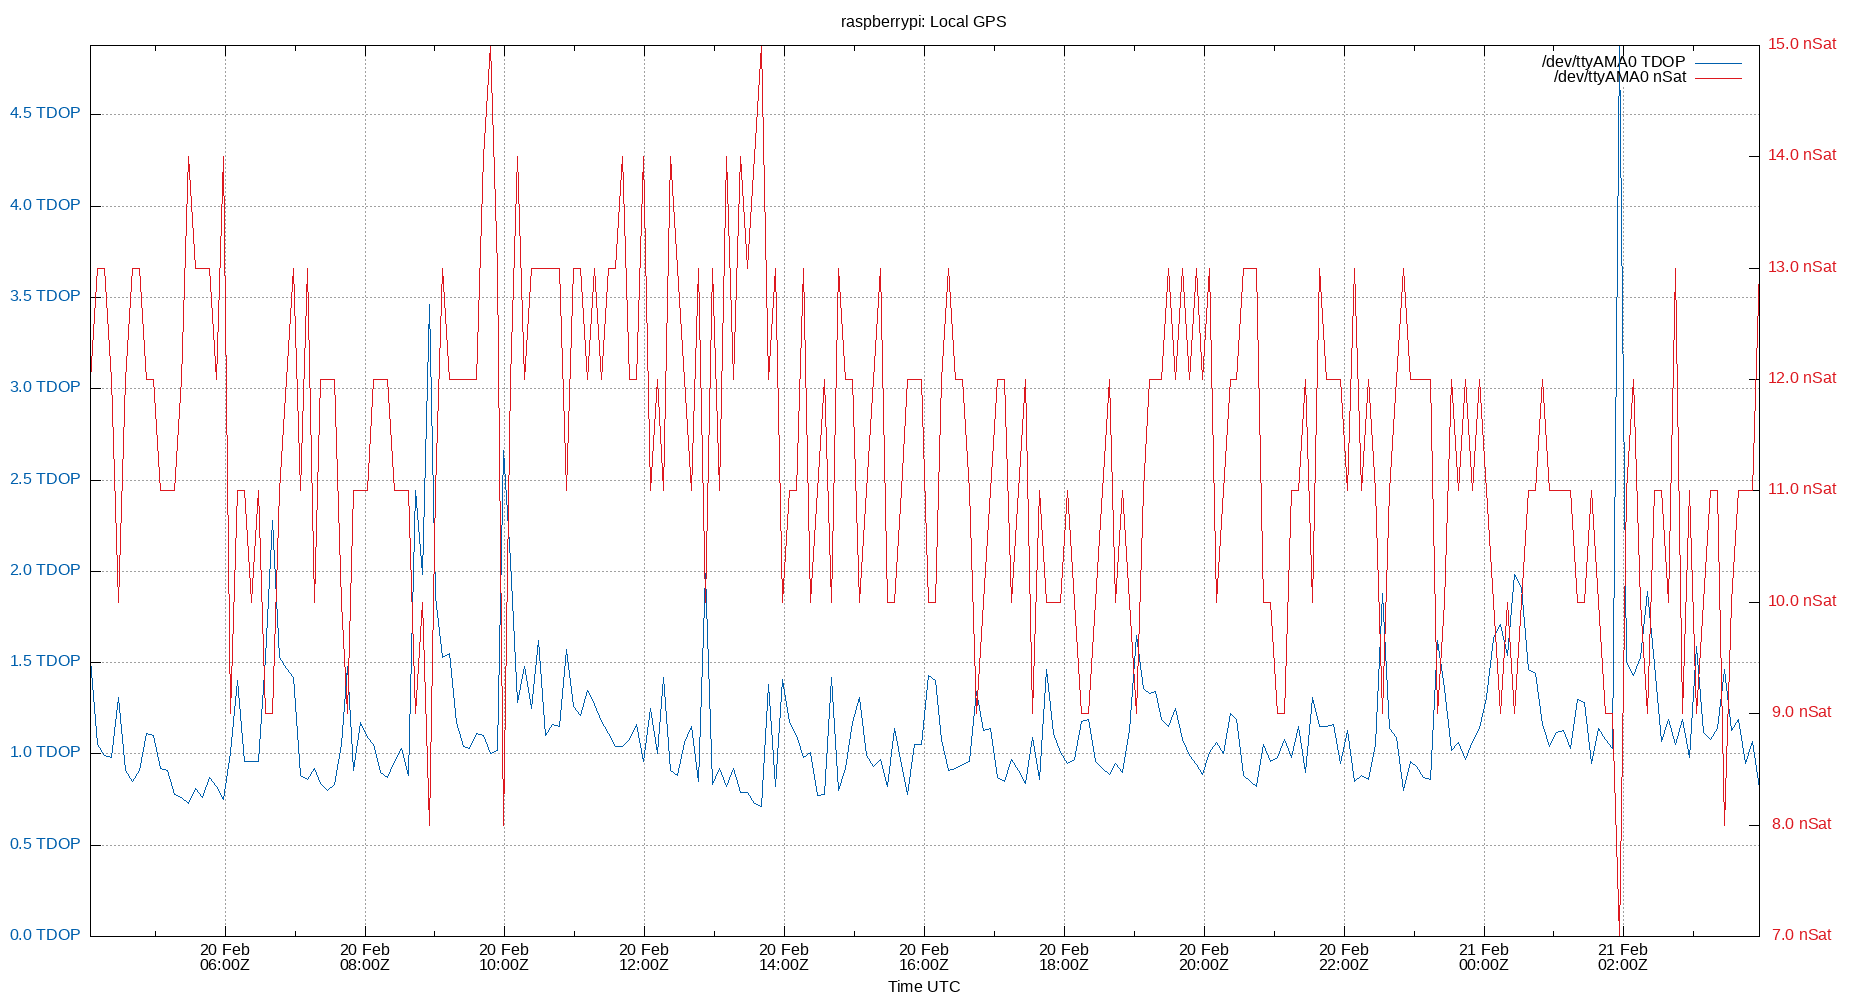 raspberrypi: Local GPS
/dev/ttyAMA0 TDOP
/dev/ttyAMA0 nSat
4.5 TDOP
4.0 TDOP
3.5 TDOP
3.0 TDOP
2.5 TDOP
2.0 TDOP
1.5 TDOP
1.0 TDOP
0.5 TDOP
0.0 TDOP
15.0 nSat
14.0 nSat
13.0 nSat
12.0 nSat
11.0 nSat
10.0 nSat
9.0 nSat
8.0 nSat
7.0 nSat
20 Feb
06:00Z
20 Feb
08:00Z
20 Feb
10:00Z
20 Feb
12:00Z
20 Feb
14:00Z
20 Feb
16:00Z
20 Feb
18:00Z
20 Feb
20:00Z
20 Feb
22:00Z
21 Feb
00:00Z
21 Feb
02:00Z
Time UTC